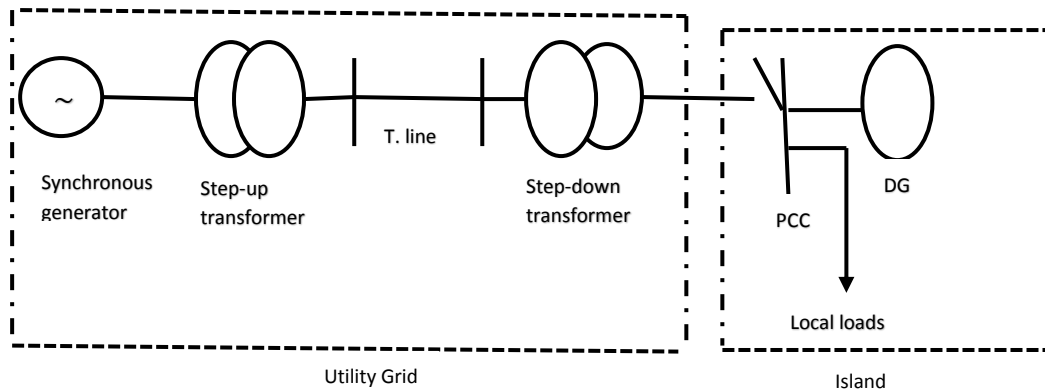 ~
T. line
Synchronous
generator
Step-up
transformer
Step-down
transformer
DG
PCC
Local loads
Utility Grid
Island